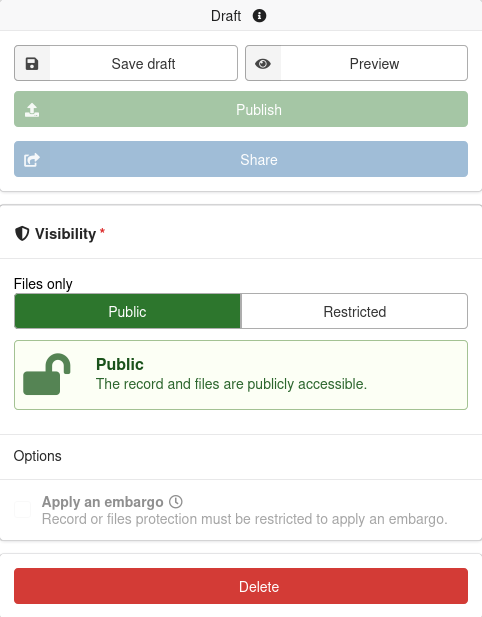 Draft
Save draft
Preview
Publish
Share
Visibility *
Files only
Public
Restricted
Public
The record and files are publicly accessible.
Options
Apply an embargo
Record or files protection must be restricted to apply an embargo.
Delete